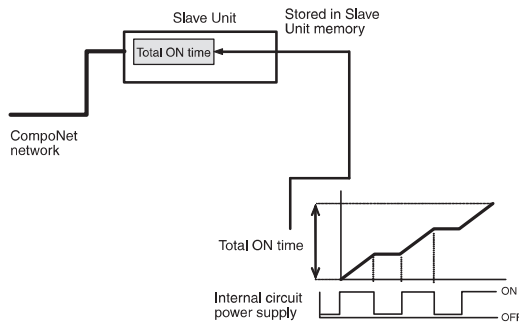 Slave Unit
Stored in Slave
Unit memory
Total ON time
CompoNet
network
Total ON time
Internal circuit
power supply
ON
OFF